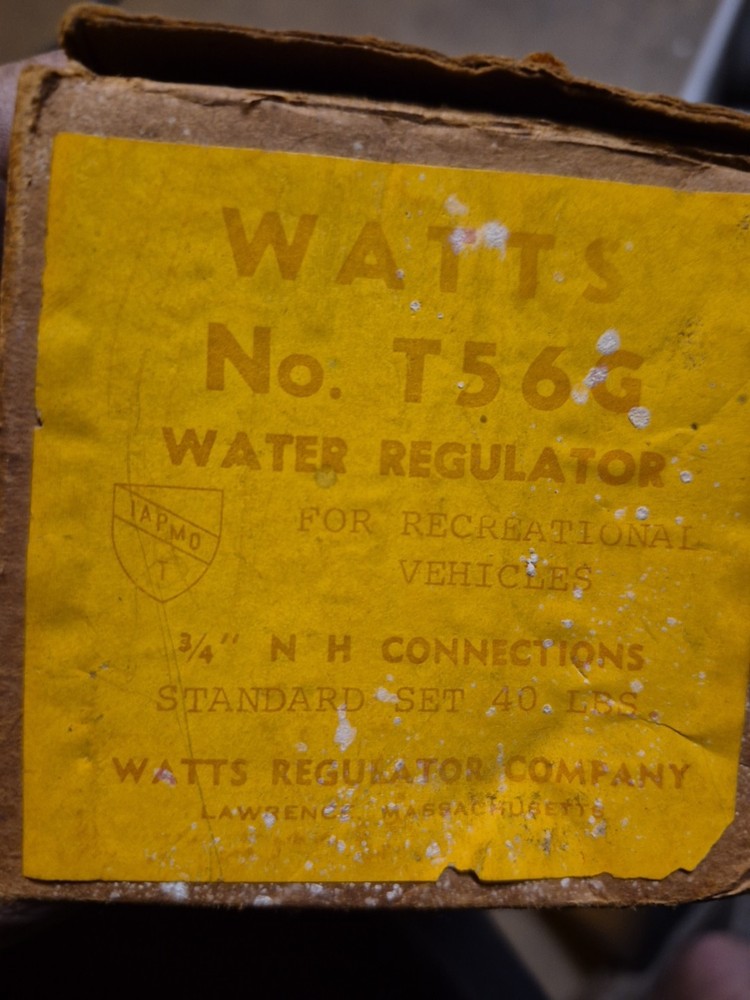 WATTS
No. T56G
WATER REGULATOR
IAPMO
T
FOR RECREATIONAL
VEHICLES
3/4" N H CONNECTIONS
STANDARD SET 40 LBS.
WATTS REGULATOR COMPANY
LAWRENCE, MASSACHUSETTS